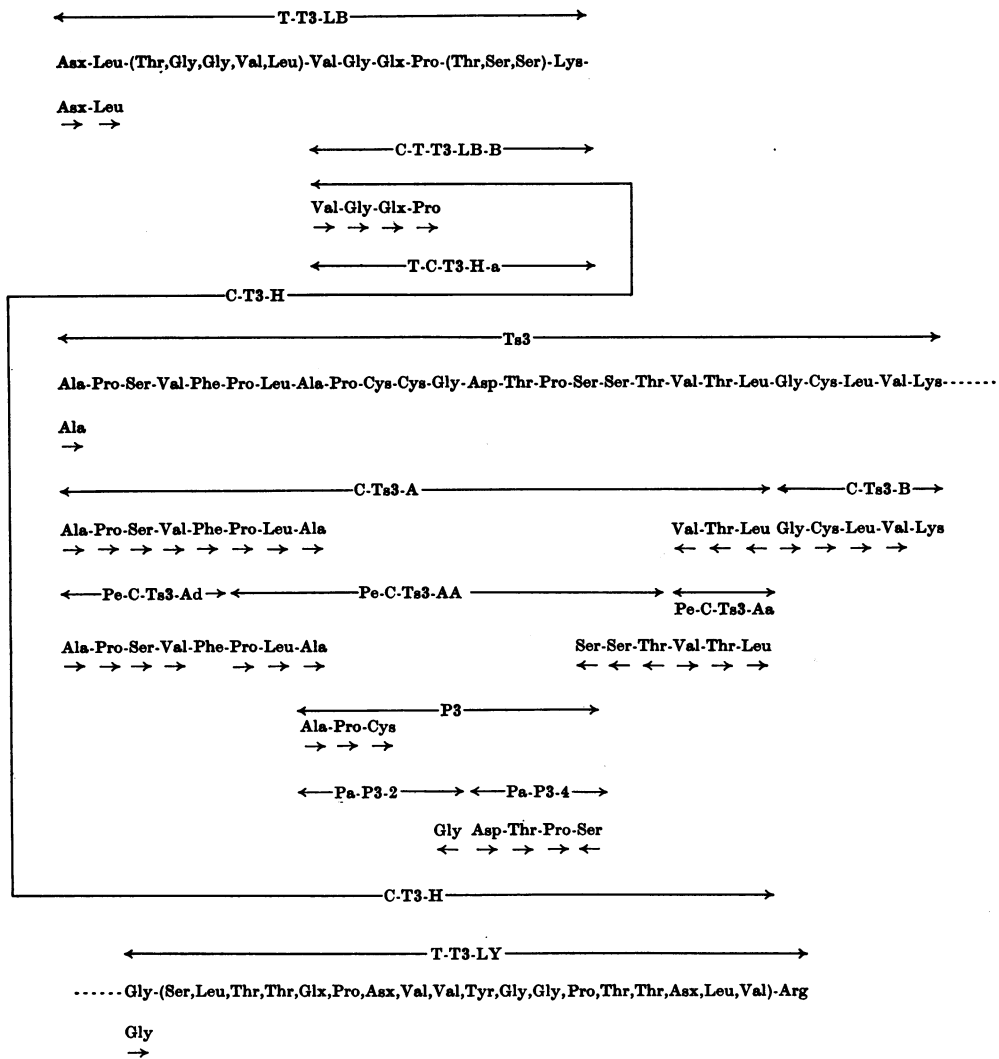 T-T3-LB
Asx-Leu-(Thr,Gly,Gly,Val,Leu)-Val-Gly-Glx-Pro-(Thr,Ser,Ser)-Lys-
Asx-Leu
C-T-T3-LB-B
Val-Gly-Glx-Pro
T-C-T3-H-a
C-T3-H
Ts3
Ala-Pro-Ser-Val-Phe-Pro-Leu-Ala-Pro-Cys-Cys-Gly-Asp-Thr-Pro-Ser-Ser-Thr-Val-Thr-Leu-Gly-Cys-Leu-Val-Lys-------
Ala
C-Ts3-A C-Ts3-B
Ala-Pro-Ser-Val-Phe-Pro-Leu-Ala Val-Thr-Leu Gly-Cys-Leu-Val-Lys
Pe-C-Ts3-Ad Pe-C-Ts3-AA Pe-C-Ts3-Aa
Ala-Pro-Ser-Val-Phe-Pro-Leu-Ala Ser-Ser-Thr-Val-Thr-Leu
P3
Ala-Pro-Cys
Pa-P3-2 Pa-P3-4
Gly Asp-Thr-Pro-Ser
C-T3-H
T-T3-LY
------Gly-(Ser,Leu,Thr,Thr,Glx,Pro,Asx,Val,Val,Tyr,Gly,Gly,Pro,Thr,Thr,Asx,Leu,Val)-Arg
Gly